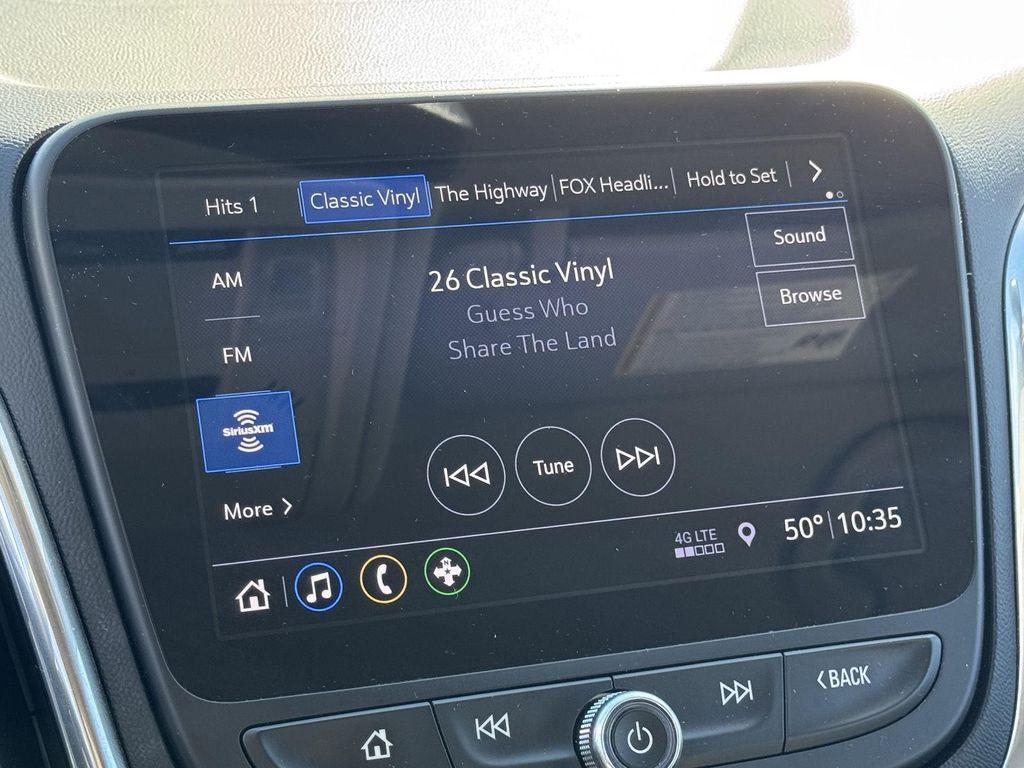 Hits 1
Classic Vinyl
The Highway
FOX Headli...
Hold to Set
Sound
AM
26 Classic Vinyl
Guess Who
Browse
Share The Land
FM
SiriusXM
Tune
More
4G LTE
50°
10:35
N
BACK